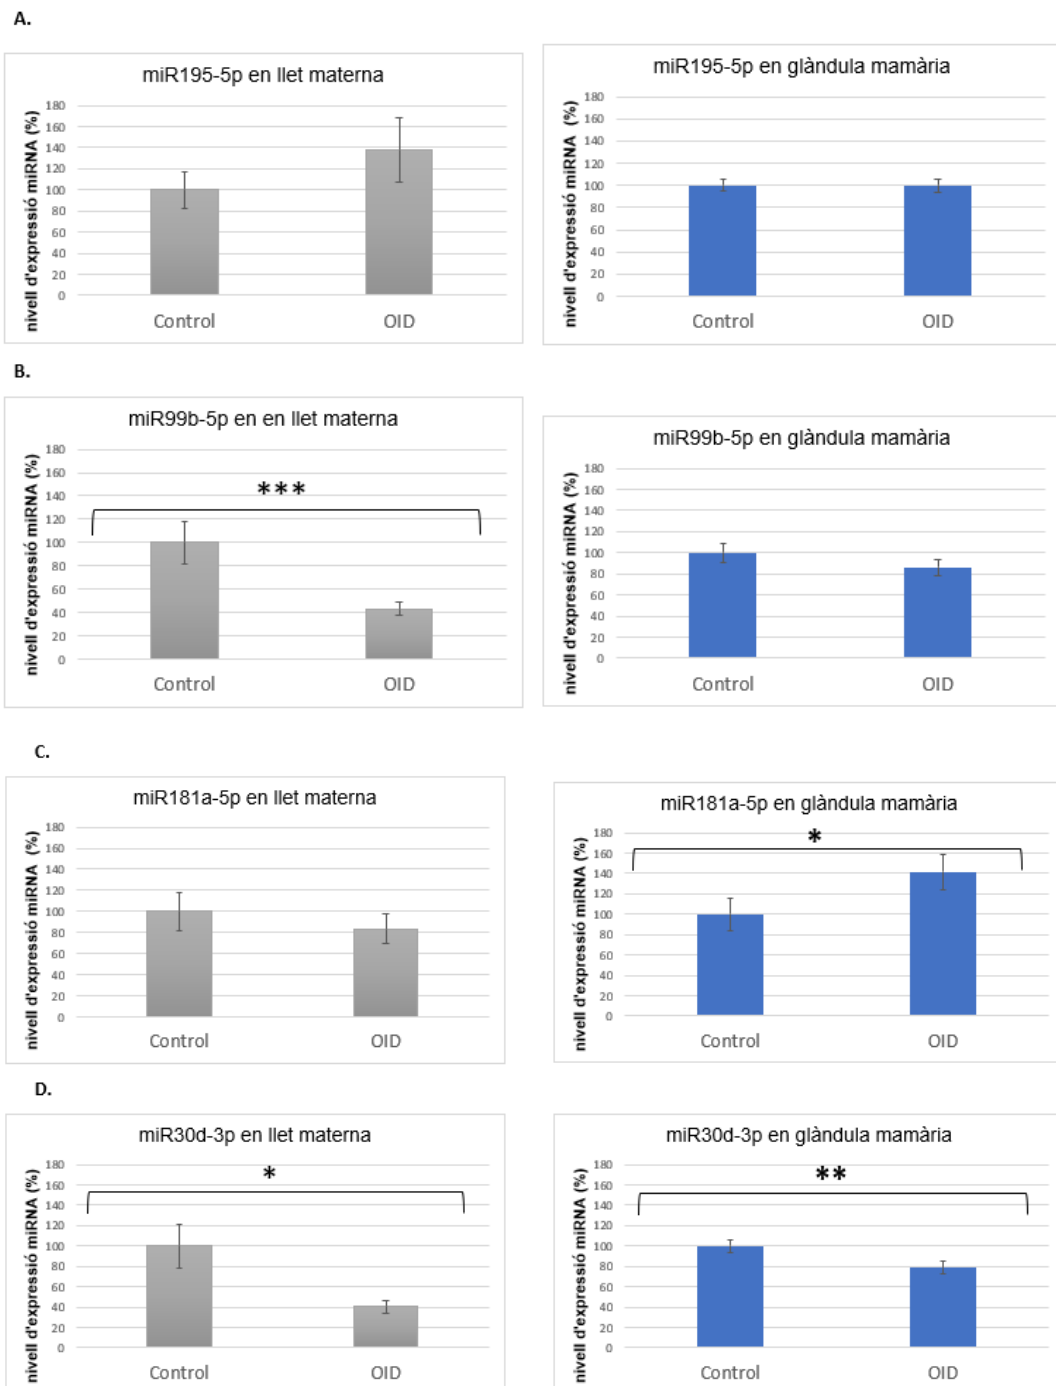 A.
miR195-5p en llet materna
nivell d'expressió miRNA (%)
180
160
140
120
100
80
60
40
20
0
Control
OID
miR195-5p en glàndula mamària
nivell d'expressió miRNA (%)
180
160
140
120
100
80
60
40
20
0
Control
OID
B.
miR99b-5p en en llet materna
nivell d'expressió miRNA (%)
180
160
140
120
100
80
60
40
20
0
***
Control
OID
miR99b-5p en glàndula mamària
nivell d'expressió miRNA (%)
180
160
140
120
100
80
60
40
20
0
Control
OID
C.
miR181a-5p en llet materna
nivell d'expressió miRNA (%)
180
160
140
120
100
80
60
40
20
0
Control
OID
miR181a-5p en glàndula mamària
nivell d'expressió miRNA (%)
180
160
140
120
100
80
60
40
20
0
*
Control
OID
D.
miR30d-3p en llet materna
nivell d'expressió miRNA (%)
180
160
140
120
100
80
60
40
20
0
*
Control
OID
miR30d-3p en glàndula mamària
nivell d'expressió miRNA (%)
180
160
140
120
100
80
60
40
20
0
**
Control
OID